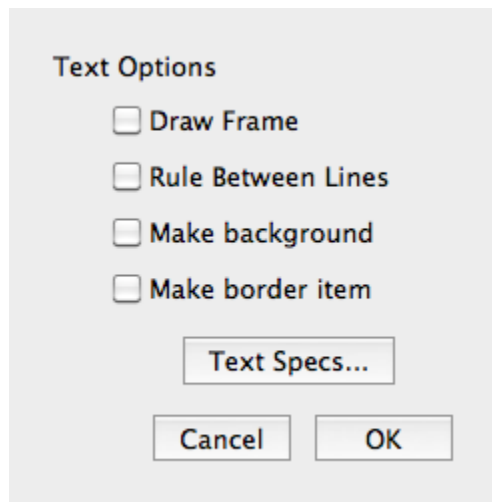 Text Options
Draw Frame
Rule Between Lines
Make background
Make border item
Text Specs...
Cancel OK